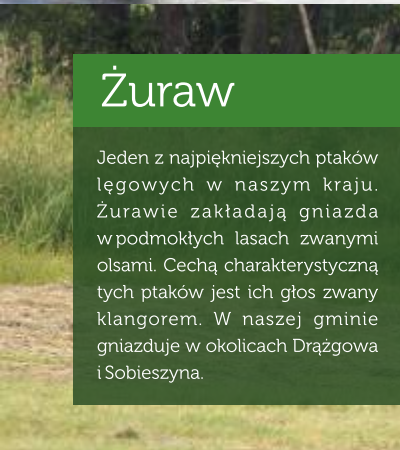 Żuraw
Jeden z najpiękniejszych ptaków
lęgowych w naszym kraju.
Żurawie zakładają gniazda
w podmokłych lasach zwanymi
olsami. Cechą charakterystyczną
tych ptaków jest ich głos zwany
klangorem. W naszej gminie
gniazduje w okolicach Drążgowa
i Sobieszyna.